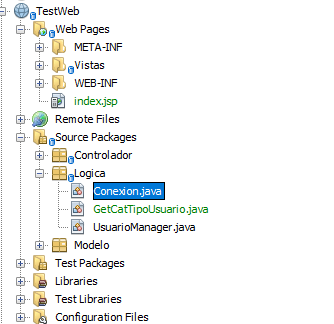 TestWeb
Web Pages
META-INF
Vistas
WEB-INF
index.jsp
Remote Files
Source Packages
Controlador
Logica
Conexion.java
GetCatTipoUsuario.java
UsuarioManager.java
Modelo
Test Packages
Libraries
Test Libraries
Configuration Files